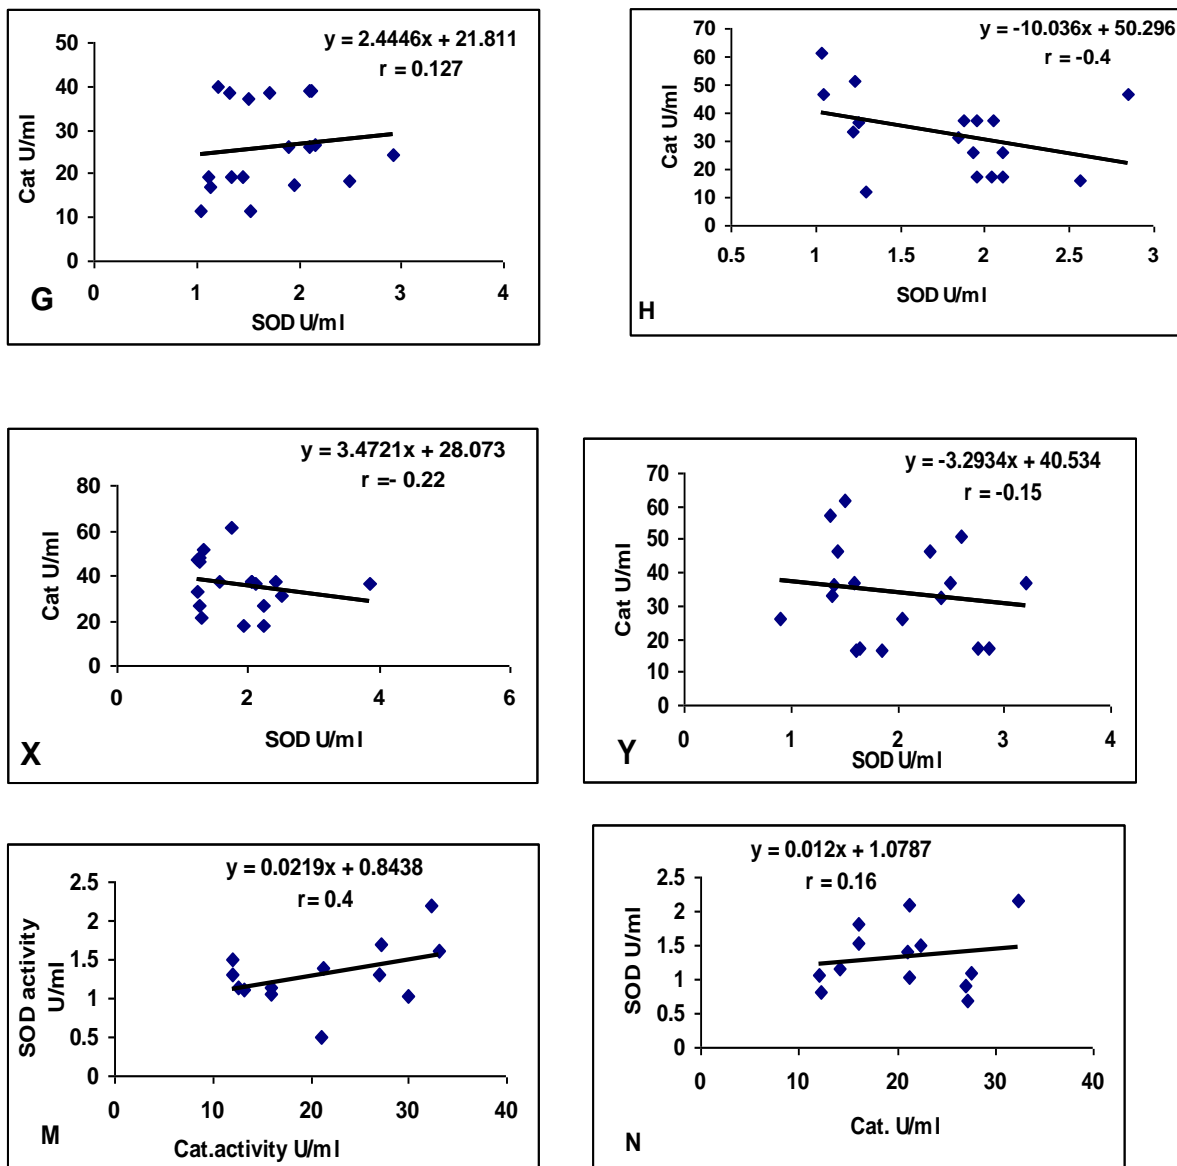 y = 2.4446x + 21.811
r = 0.127
50
40
30
20
10
0
Cat U/ml
0 1 2 3 4
SOD U/ml
G
y = -10.036x + 50.296
r = -0.4
70
60
50
40
30
20
10
0
Cat U/ml
0.5 1 1.5 2 2.5 3
SOD U/ml
H
y = 3.4721x + 28.073
r =- 0.22
80
60
40
20
0
Cat U/ml
0 2 4 6
SOD U/ml
X
y = -3.2934x + 40.534
r = -0.15
70
60
50
40
30
20
10
0
Cat U/ml
0 1 2 3 4
SOD U/ml
Y
y = 0.0219x + 0.8438
r= 0.4
2.5
2
1.5
1
0.5
0
SOD activity
U/ml
0 10 20 30 40
Cat.activity U/ml
M
y = 0.012x + 1.0787
r = 0.16
2.5
2
1.5
1
0.5
0
SOD U/ml
0 10 20 30 40
Cat. U/ml
N